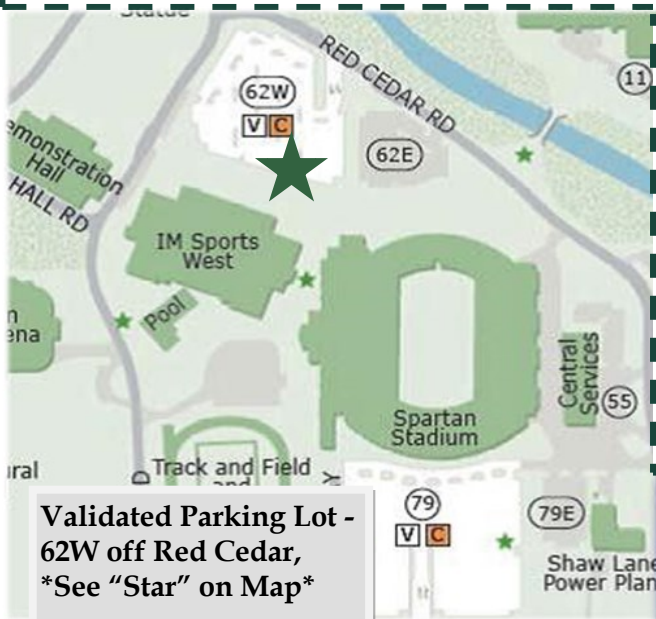 Statue
RED CEDAR RD
11
62W
V C
62E
HALL RD
Hall
IM Sports
West
Pool
Central
Services
55
Spartan
Stadium
Track and Field
and
79
V C
79E
Shaw Lane
Power Plan
Validated Parking Lot -
62W off Red Cedar,
*See “Star” on Map*